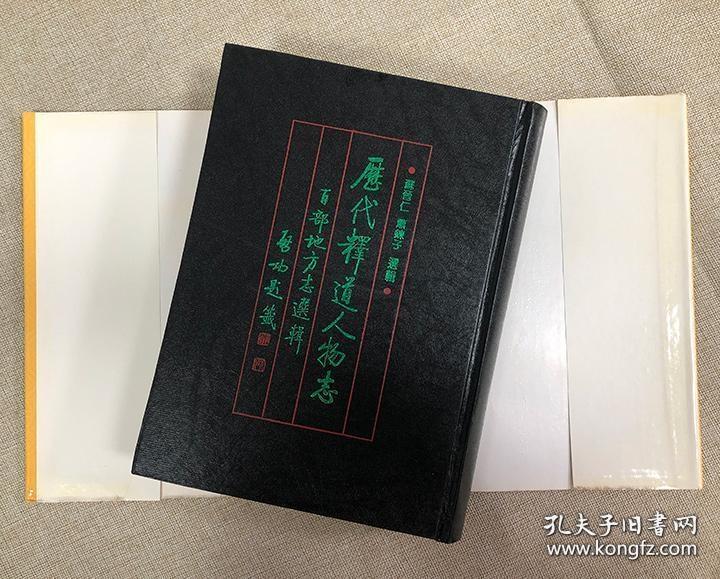 蘇晉仁 蕭鍊子 選輯
歷代釋道人物志
百部地方志選輯
啓功題籤
孔夫子旧书网
www.kongfz.com